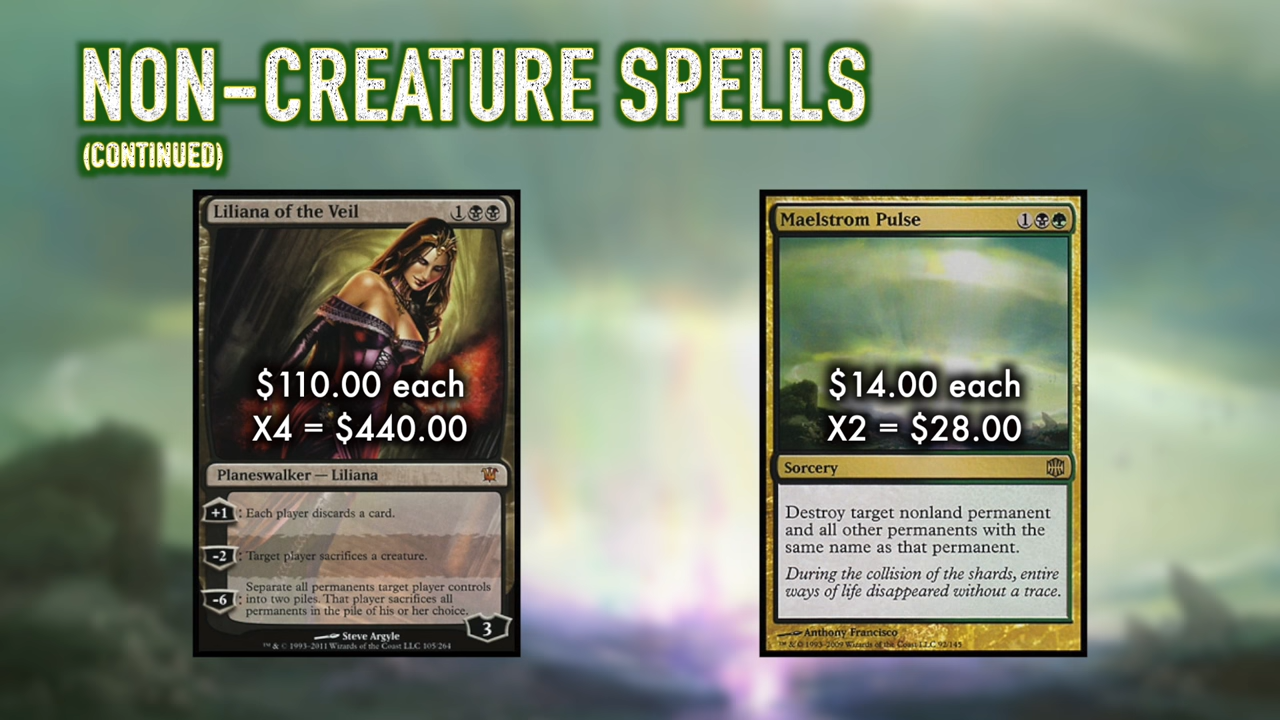 NON-CREATURE SPELLS
(CONTINUED)
Liliana of the Veil 1
$110.00 each
X4 = $440.00
Planeswalker — Liliana
+1 : Each player discards a card.
-2 : Target player sacrifices a creature.
-6 : Separate all permanents target player controls
into two piles. That player sacrifices all
permanents in the pile of his or her choice.
3
Steve Argyle
™ & © 1993-2011 Wizards of the Coast LLC 105/264
Maelstrom Pulse 1
$14.00 each
X2 = $28.00
Sorcery
Destroy target nonland permanent
and all other permanents with the
same name as that permanent.
During the collision of the shards, entire
ways of life disappeared without a trace.
Anthony Francisco
™ & © 1993-2009 Wizards of the Coast LLC 92/145